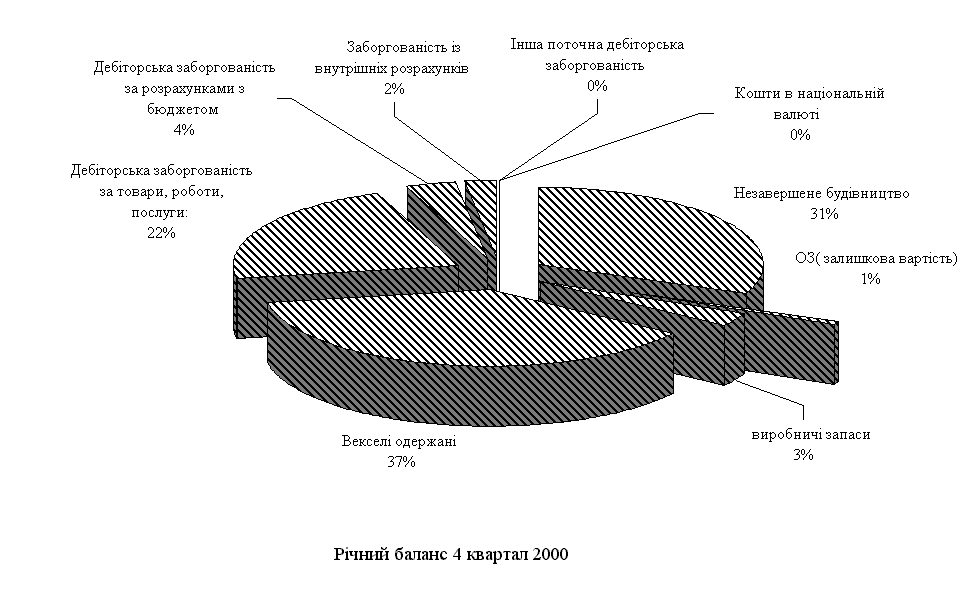 Заборгованість із
внутрішніх розрахунків
2%
Інша поточна дебіторська
заборгованість
0%
Дебіторська заборгованість
за розрахунками з
бюджетом
4%
Кошти в національній
валюті
0%
Дебіторська заборгованість
за товари, роботи,
послуги:
22%
Незавершене будівництво
31%
ОЗ( залишкова вартість)
1%
Векселі одержані
37%
виробничі запаси
3%
Річний баланс 4 квартал 2000